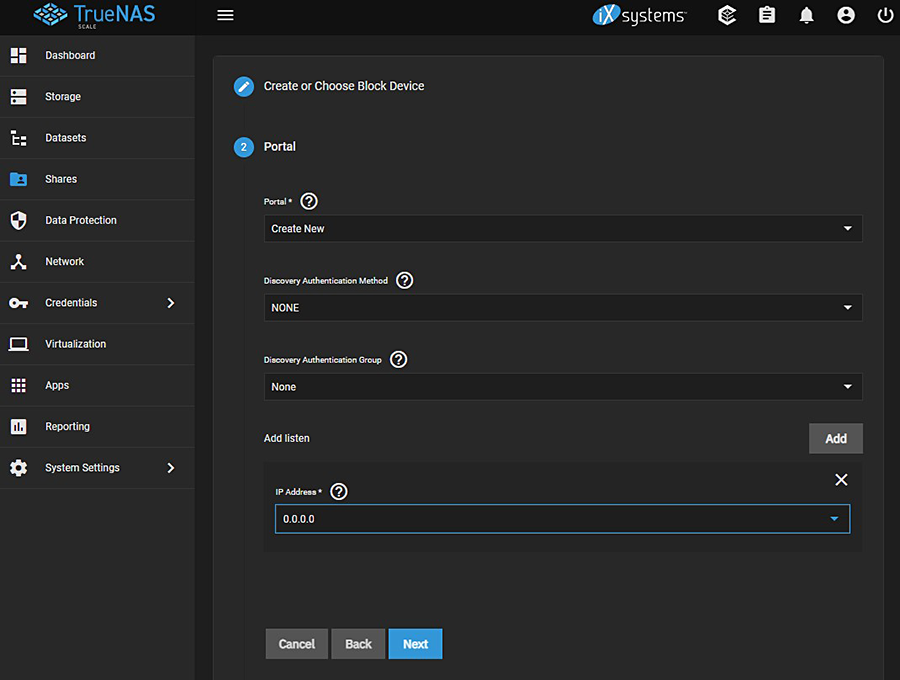 TrueNAS
SCALE
iX systems
Dashboard
Storage
Datasets
Shares
Data Protection
Network
Credentials
Virtualization
Apps
Reporting
System Settings
Create or Choose Block Device
2 Portal
Portal *
Create New
Discovery Authentication Method
NONE
Discovery Authentication Group
None
Add listen
Add
IP Address *
0.0.0.0
Cancel Back Next